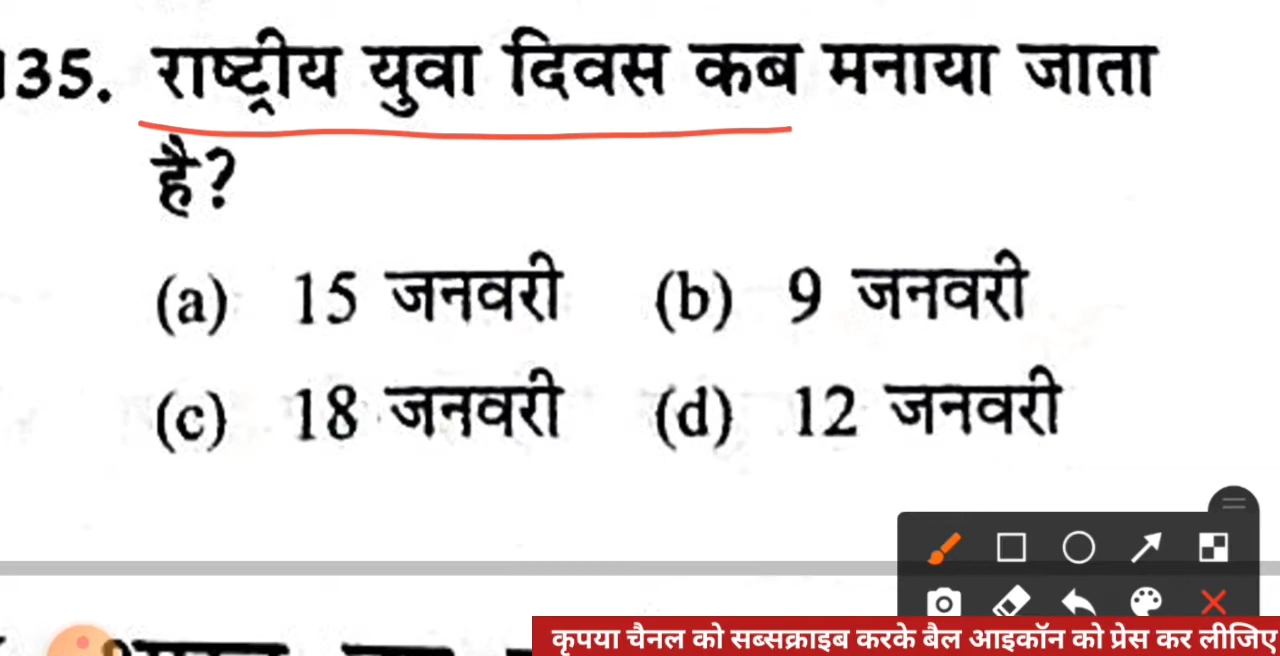 135. राष्ट्रीय युवा दिवस कब मनाया जाता
है?
(a) 15 जनवरी (b) 9 जनवरी
(c) 18 जनवरी (d) 12 जनवरी
कृपया चैनल को सब्सक्राइब करके बैल आइकॉन को प्रेस कर लीजिए